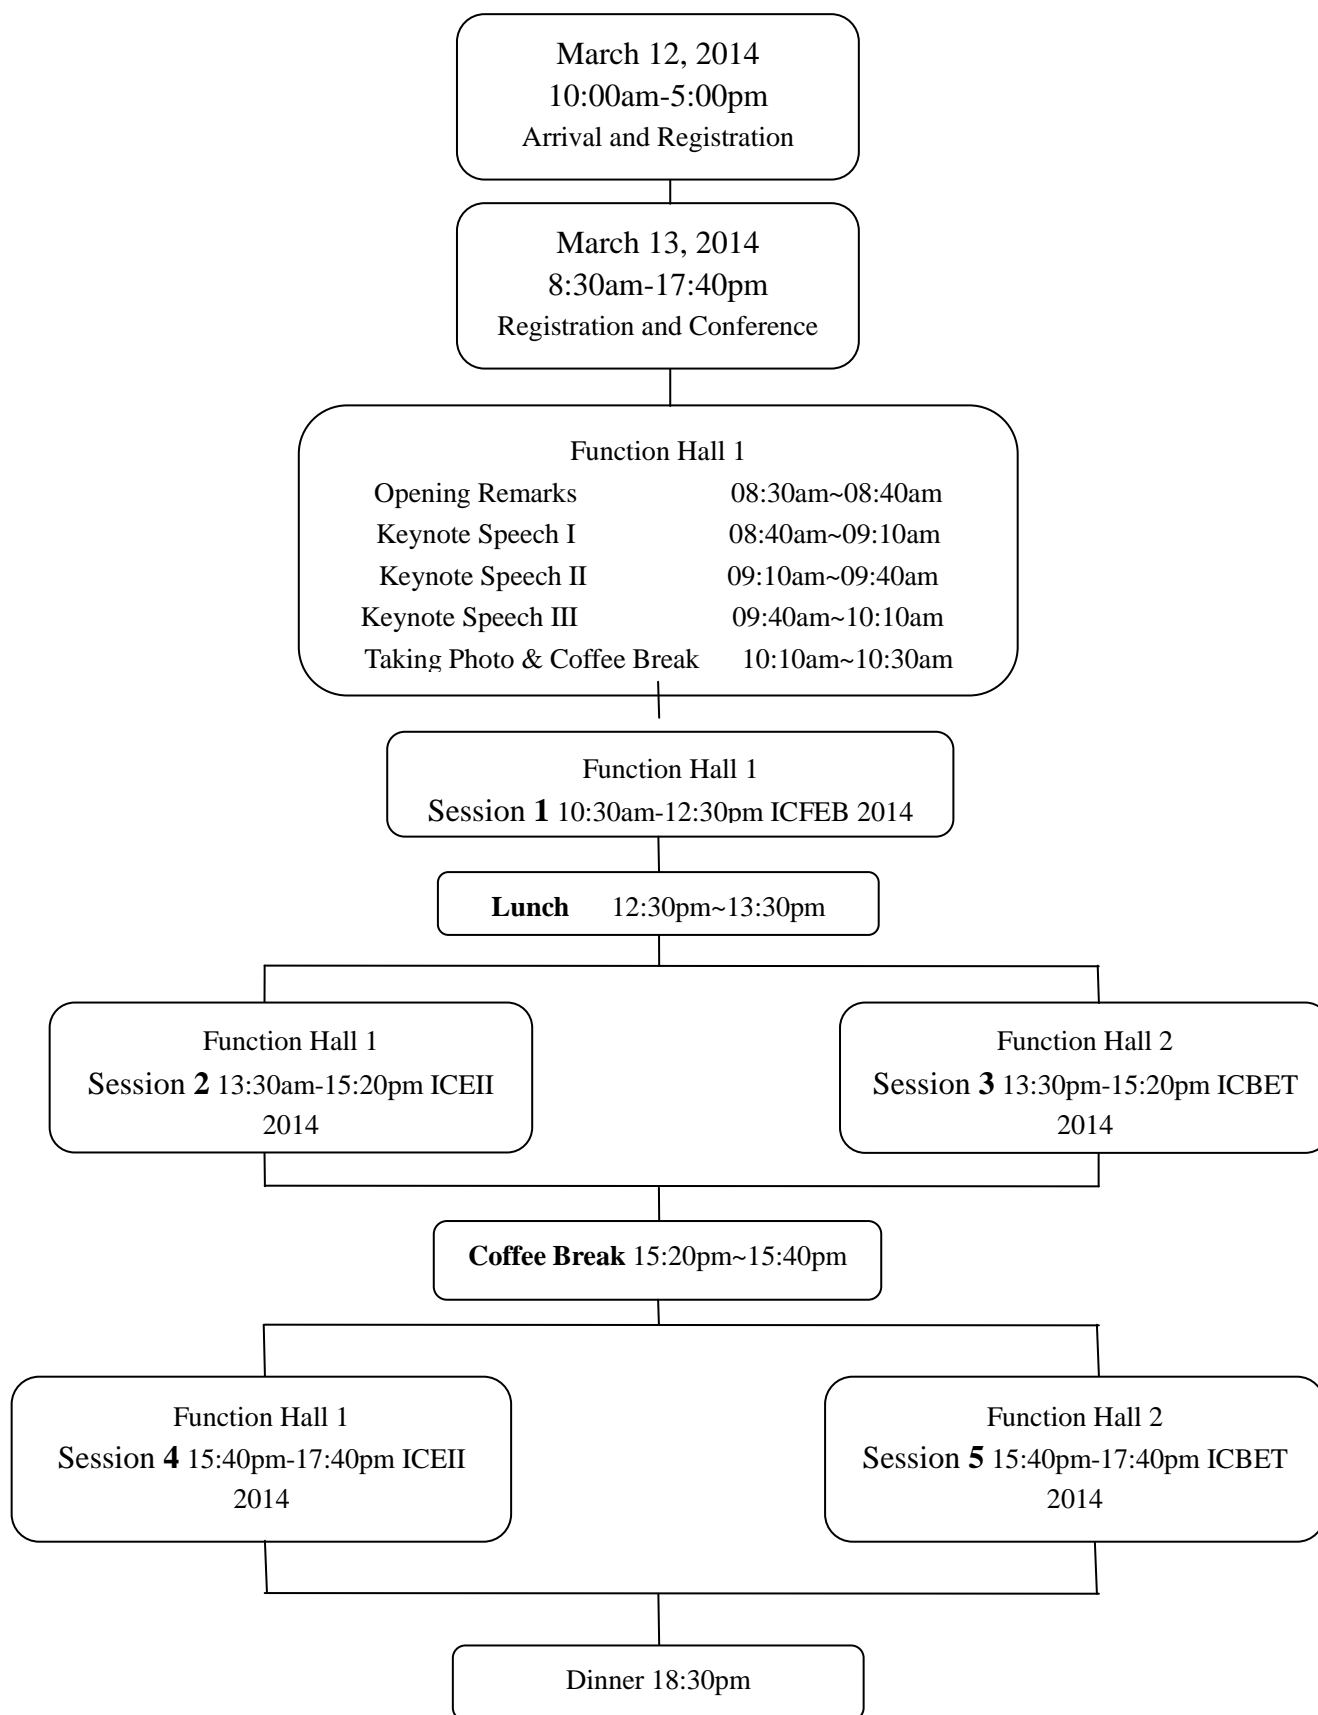 March 12, 2014
10:00am-5:00pm
Arrival and Registration
March 13, 2014
8:30am-17:40pm
Registration and Conference
Function Hall 1
Opening Remarks 08:30am~08:40am
Keynote Speech I 08:40am~09:10am
Keynote Speech II 09:10am~09:40am
Keynote Speech III 09:40am~10:10am
Taking Photo & Coffee Break 10:10am~10:30am
Function Hall 1
Session 1 10:30am-12:30pm ICFEB 2014
Lunch 12:30pm~13:30pm
Function Hall 1
Session 2 13:30am-15:20pm ICEII
2014
Function Hall 2
Session 3 13:30pm-15:20pm ICBET
2014
Coffee Break 15:20pm~15:40pm
Function Hall 1
Session 4 15:40pm-17:40pm ICEII
2014
Function Hall 2
Session 5 15:40pm-17:40pm ICBET
2014
Dinner 18:30pm